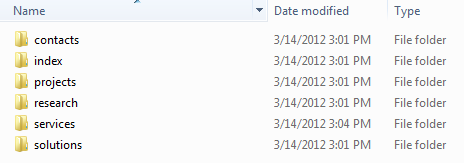 Name Date modified Type
contacts 3/14/2012 3:01 PM File folder
index 3/14/2012 3:01 PM File folder
projects 3/14/2012 3:01 PM File folder
research 3/14/2012 3:01 PM File folder
services 3/14/2012 3:04 PM File folder
solutions 3/14/2012 3:01 PM File folder